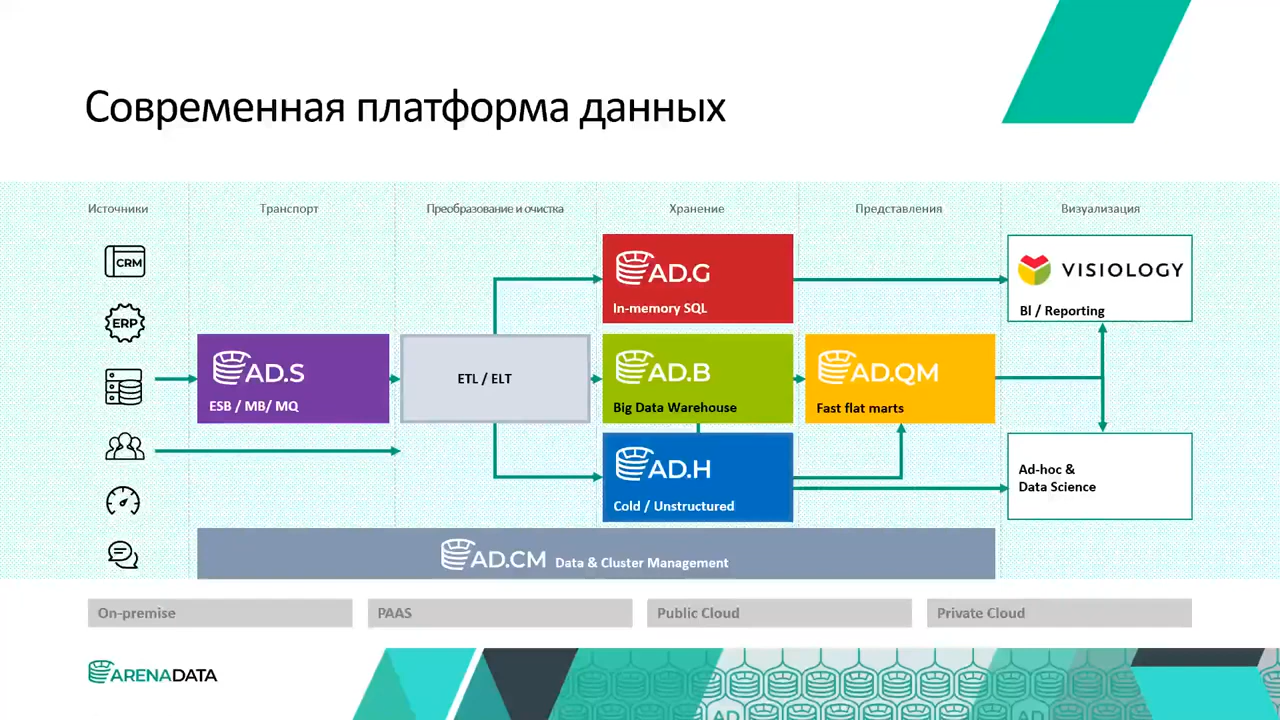 Современная платформа данных
Источники
Транспорт
Преобразование и очистка
Хранение
Представления
Визуализация
CRM
ERP
AD.S
ESB / MB/ MQ
ETL / ELT
AD.G
In-memory SQL
AD.B
Big Data Warehouse
AD.H
Cold / Unstructured
AD.QM
Fast flat marts
VISIOLOGY
BI / Reporting
Ad-hoc &
Data Science
AD.CM Data & Cluster Management
On-premise
PAAS
Public Cloud
Private Cloud
ARENADATA
AD
AD